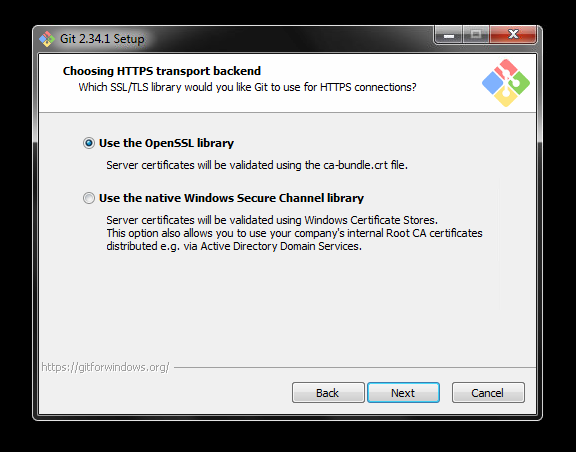 Git 2.34.1 Setup
Choosing HTTPS transport backend
Which SSL/TLS library would you like Git to use for HTTPS connections?
Use the OpenSSL library
Server certificates will be validated using the ca-bundle.crt file.
Use the native Windows Secure Channel library
Server certificates will be validated using Windows Certificate Stores.
This option also allows you to use your company's internal Root CA certificates
distributed e.g. via Active Directory Domain Services.
https://gitforwindows.org/
Back Next Cancel